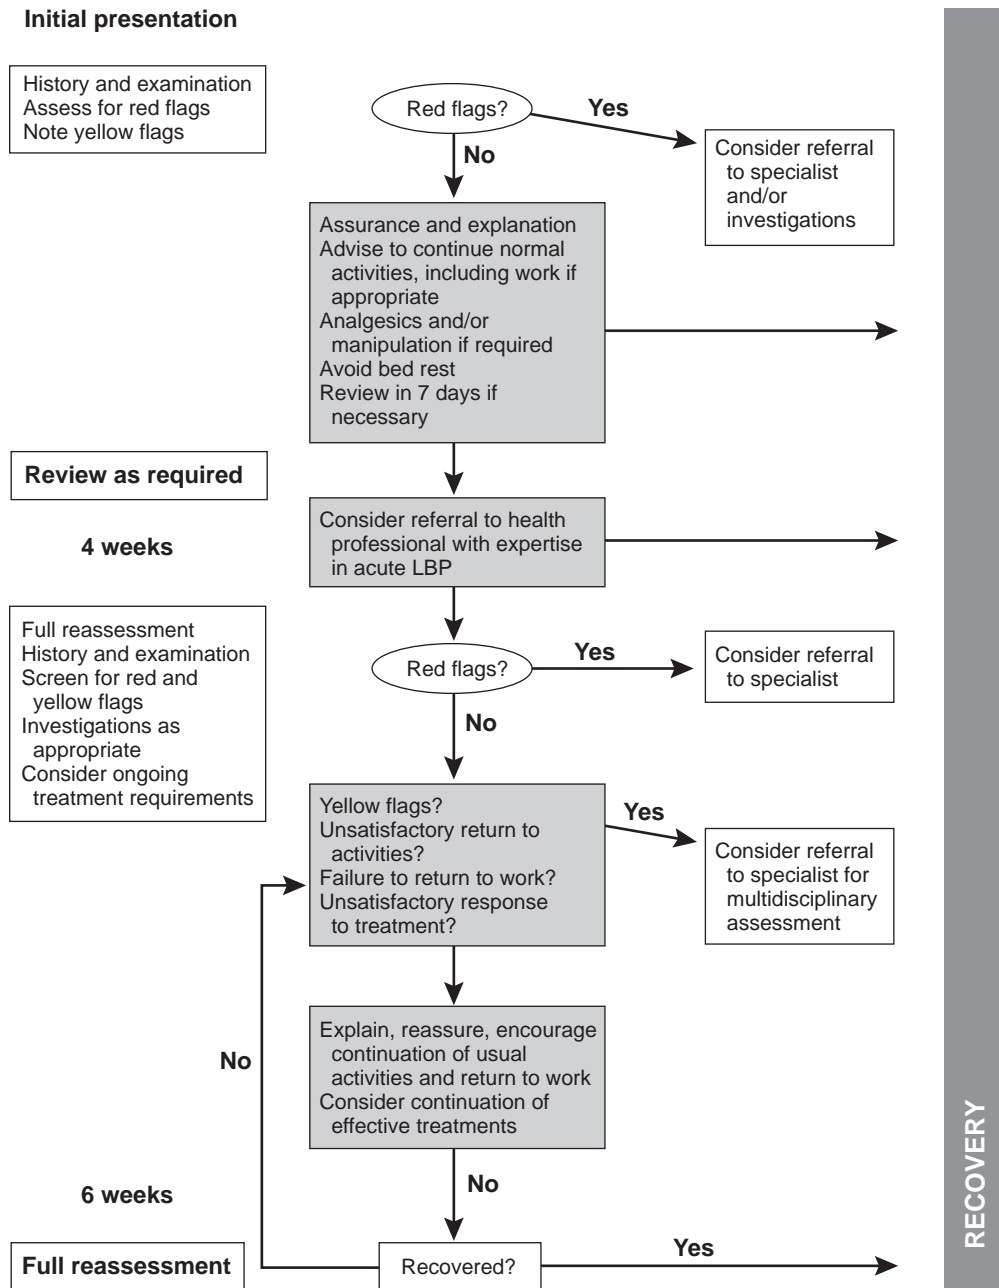 Initial presentation
History and examination
Assess for red flags
Note yellow flags
Red flags?
Yes
No
Consider referral
to specialist
and/or
investigations
Assurance and explanation
Advise to continue normal
activities, including work if
appropriate
Analgesics and/or
manipulation if required
Avoid bed rest
Review in 7 days if
necessary
Review as required
4 weeks
Consider referral to health
professional with expertise
in acute LBP
Full reassessment
History and examination
Screen for red and
yellow flags
Investigations as
appropriate
Consider ongoing
treatment requirements
Red flags?
Yes
Consider referral
to specialist
No
Yellow flags?
Unsatisfactory return to
activities?
Failure to return to work?
Unsatisfactory response
to treatment?
Yes
Consider referral
to specialist for
multidisciplinary
assessment
Explain, reassure, encourage
continuation of usual
activities and return to work
Consider continuation of
effective treatments
No
No
6 weeks
Full reassessment
Recovered?
Yes
RECOVERY